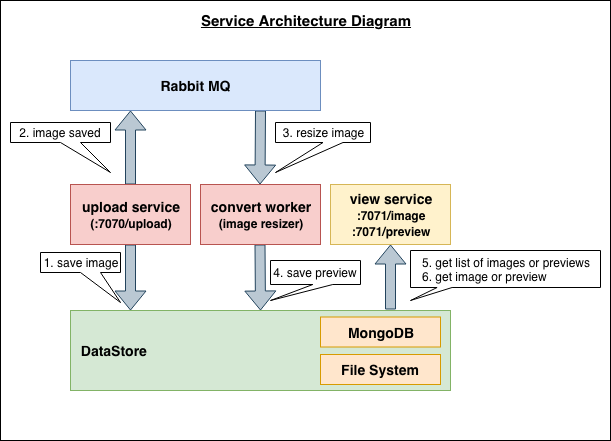 Service Architecture Diagram
Rabbit MQ
2. image saved
3. resize image
upload service
(:7070/upload)
convert worker
(image resizer)
view service
:7071/image
:7071/preview
1. save image
4. save preview
5. get list of images or previews
6. get image or preview
DataStore
MongoDB
File System